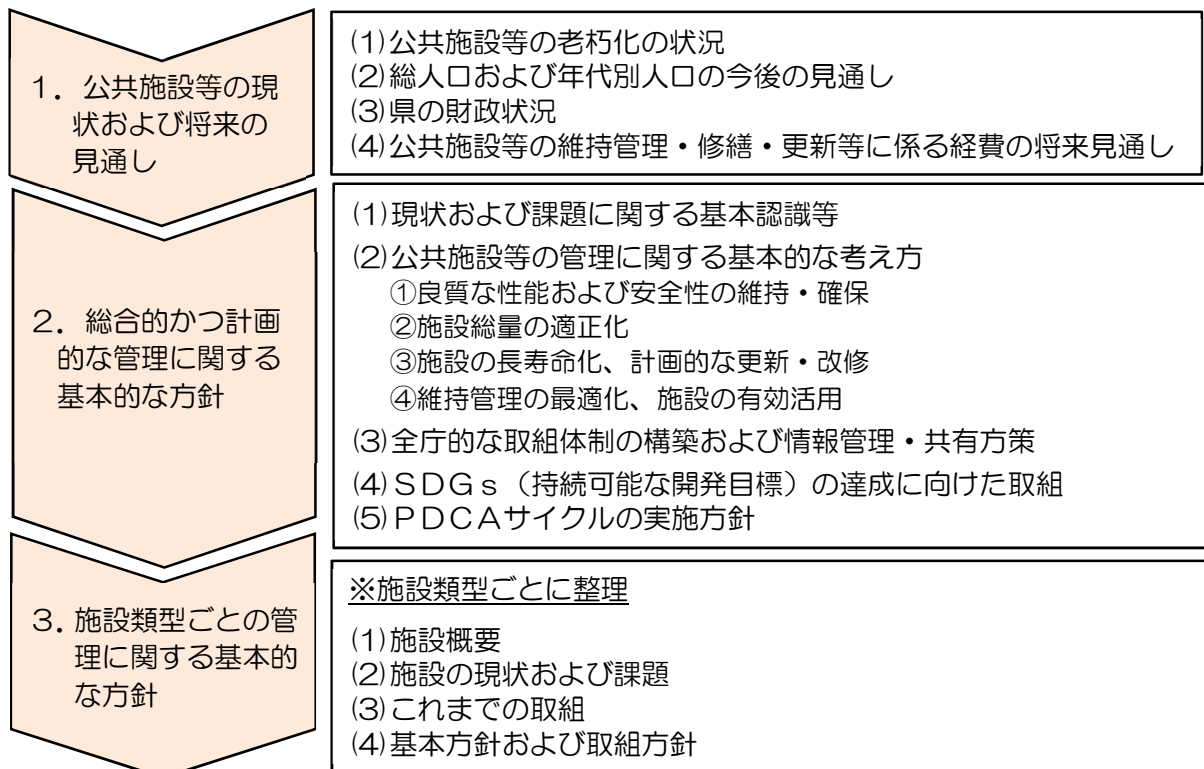 １．公共施設等の現
状および将来の
見通し
(1)公共施設等の老朽化の状況
(2)総人口および年代別人口の今後の見通し
(3)県の財政状況
(4)公共施設等の維持管理・修繕・更新等に係る経費の将来見通し
２．総合的かつ計画
的な管理に関する
基本的な方針
(1)現状および課題に関する基本認識等
(2)公共施設等の管理に関する基本的な考え方
①良質な性能および安全性の維持・確保
②施設総量の適正化
③施設の長寿命化、計画的な更新・改修
④維持管理の最適化、施設の有効活用
(3)全庁的な取組体制の構築および情報管理・共有方策
(4)ＳＤＧｓ（持続可能な開発目標）の達成に向けた取組
(5)ＰＤＣＡサイクルの実施方針
３．施設類型ごとの管
理に関する基本的
な方針
※施設類型ごとに整理
(1)施設概要
(2)施設の現状および課題
(3)これまでの取組
(4)基本方針および取組方針